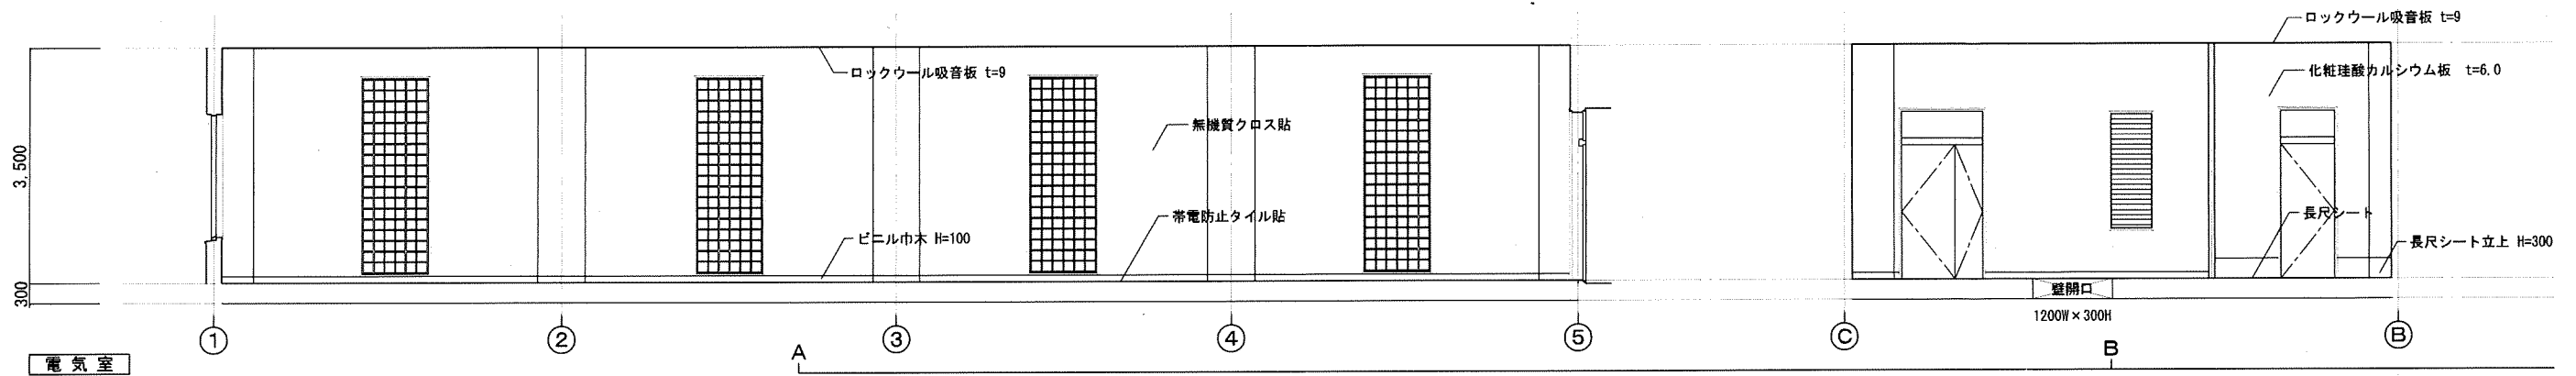 ロックウール吸音板 t=9
ロックウール吸音板 t=9
化粧珪酸カルシウム板 t=6.0
無機質クロス貼
3,500
帯電防止タイル貼
長尺シート
ビニル巾木 H=100
長尺シート立上 H=300
300
壁開口
1200W×300H
① ② ③ ④ ⑤ Ⓒ Ⓑ
A B
電気室